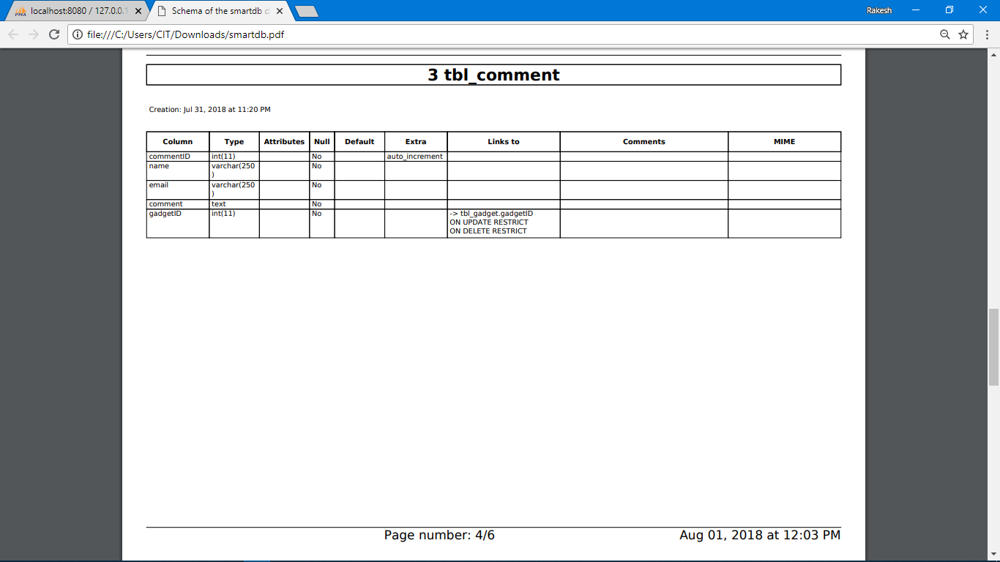 PMA localhost:8080 / 127.0.0.1
Schema of the smartdb d
Rakesh
file:///C:/Users/CIT/Downloads/smartdb.pdf
3 tbl_comment
Creation: Jul 31, 2018 at 11:20 PM
Column Type Attributes Null Default Extra Links to Comments MIME
commentID int(11) No auto_increment
name varchar(250
) No
email varchar(250
) No
comment text No
gadgetID int(11) No -> tbl_gadget.gadgetID
ON UPDATE RESTRICT
ON DELETE RESTRICT
Page number: 4/6 Aug 01, 2018 at 12:03 PM